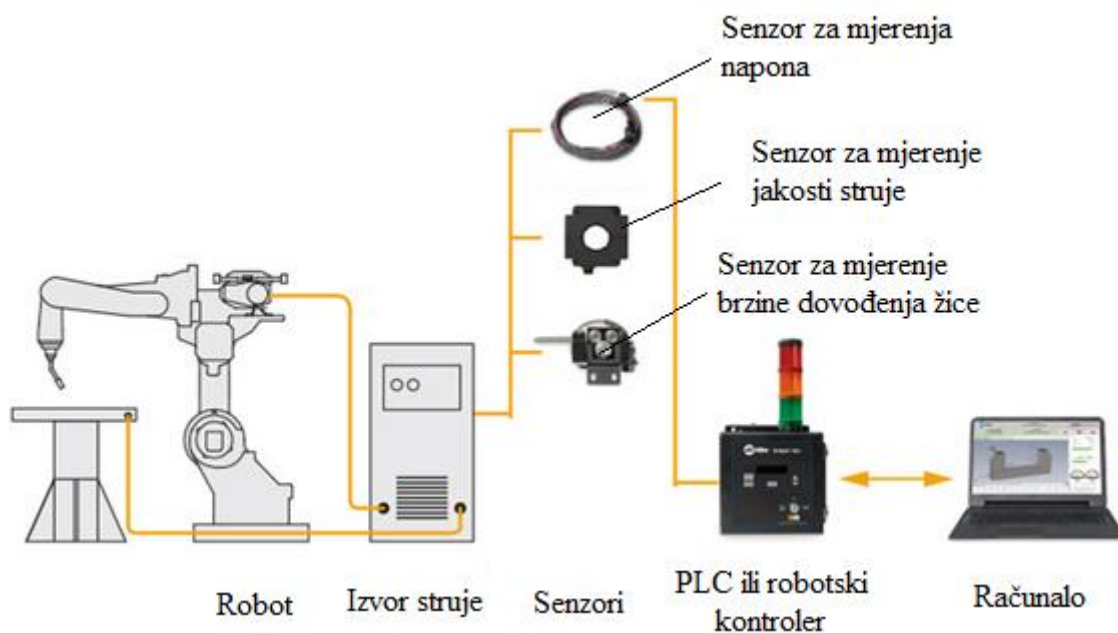 Senzor za mjerenja
napona
Senzor za mjerenje
jakosti struje
Senzor za mjerenje
brzine dovođenja žice
Robot
Izvor struje
Senzori
PLC ili robotski
kontroler
Računalo